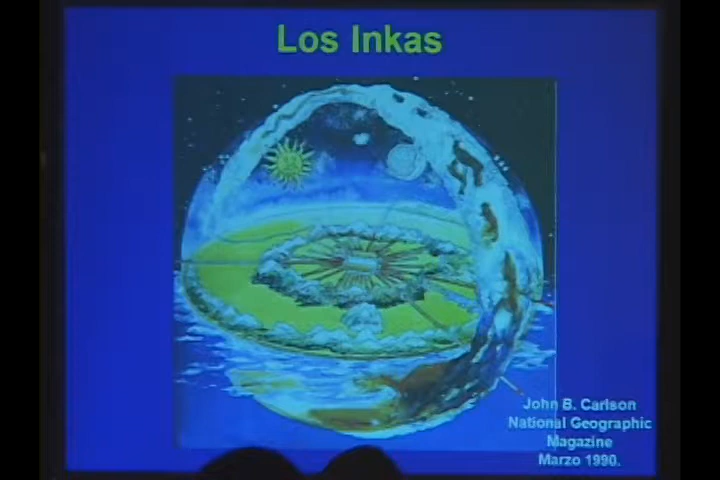 Los Inkas
John B. Carlson
National Geographic
Magazine
Marzo 1990.